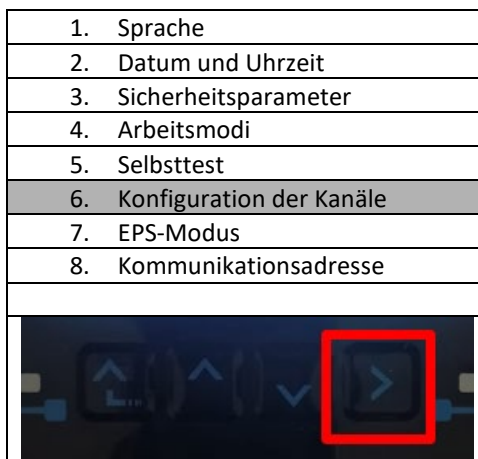 1. Sprache
2. Datum und Uhrzeit
3. Sicherheitsparameter
4. Arbeitsmodi
5. Selbsttest
6. Konfiguration der Kanäle
7. EPS-Modus
8. Kommunikationsadresse